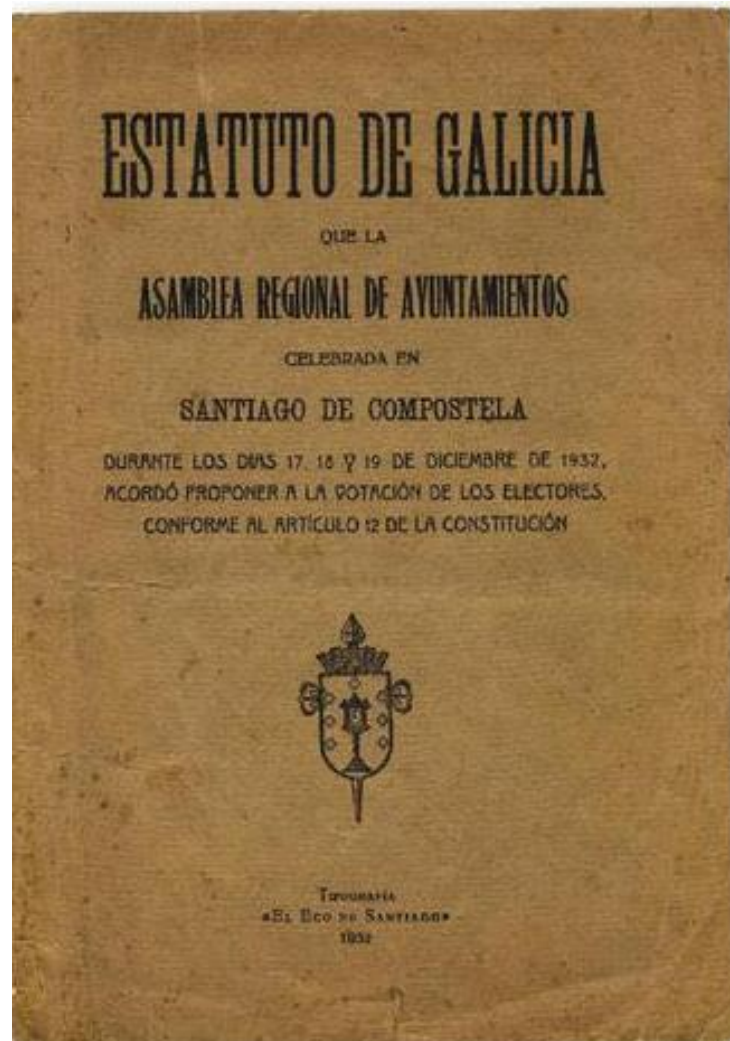 ESTATUTO DE GALICIA
QUE LA
ASAMBLEA REGIONAL DE AYUNTAMIENTOS
CELEBRADA EN
SANTIAGO DE COMPOSTELA
DURANTE LOS DIAS 17, 18 Y 19 DE DICIEMBRE DE 1932,
ACORDÓ PROPONER A LA VOTACIÓN DE LOS ELECTORES,
CONFORME AL ARTÍCULO 12 DE LA CONSTITUCIÓN
TIPOGRAFÍA
«EL ECO DE SANTIAGO»
1932